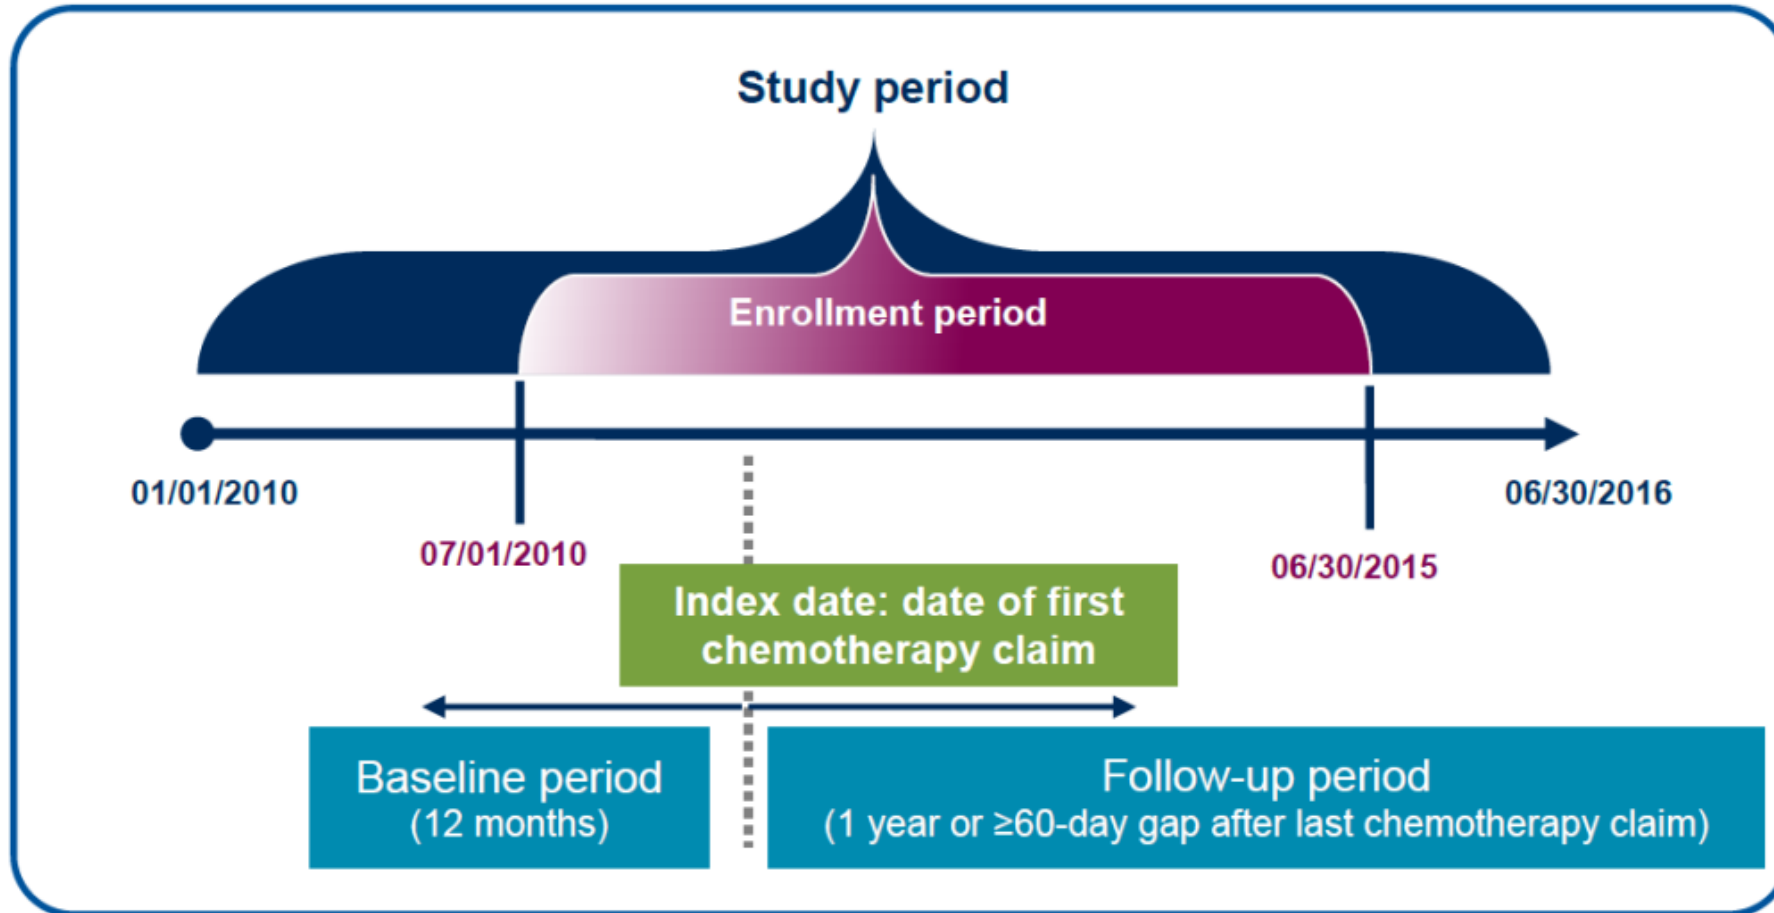 Study period
Enrollment period
01/01/2010
06/30/2016
07/01/2010
06/30/2015
Index date: date of first
chemotherapy claim
Baseline period
(12 months)
Follow-up period
(1 year or ≥60-day gap after last chemotherapy claim)